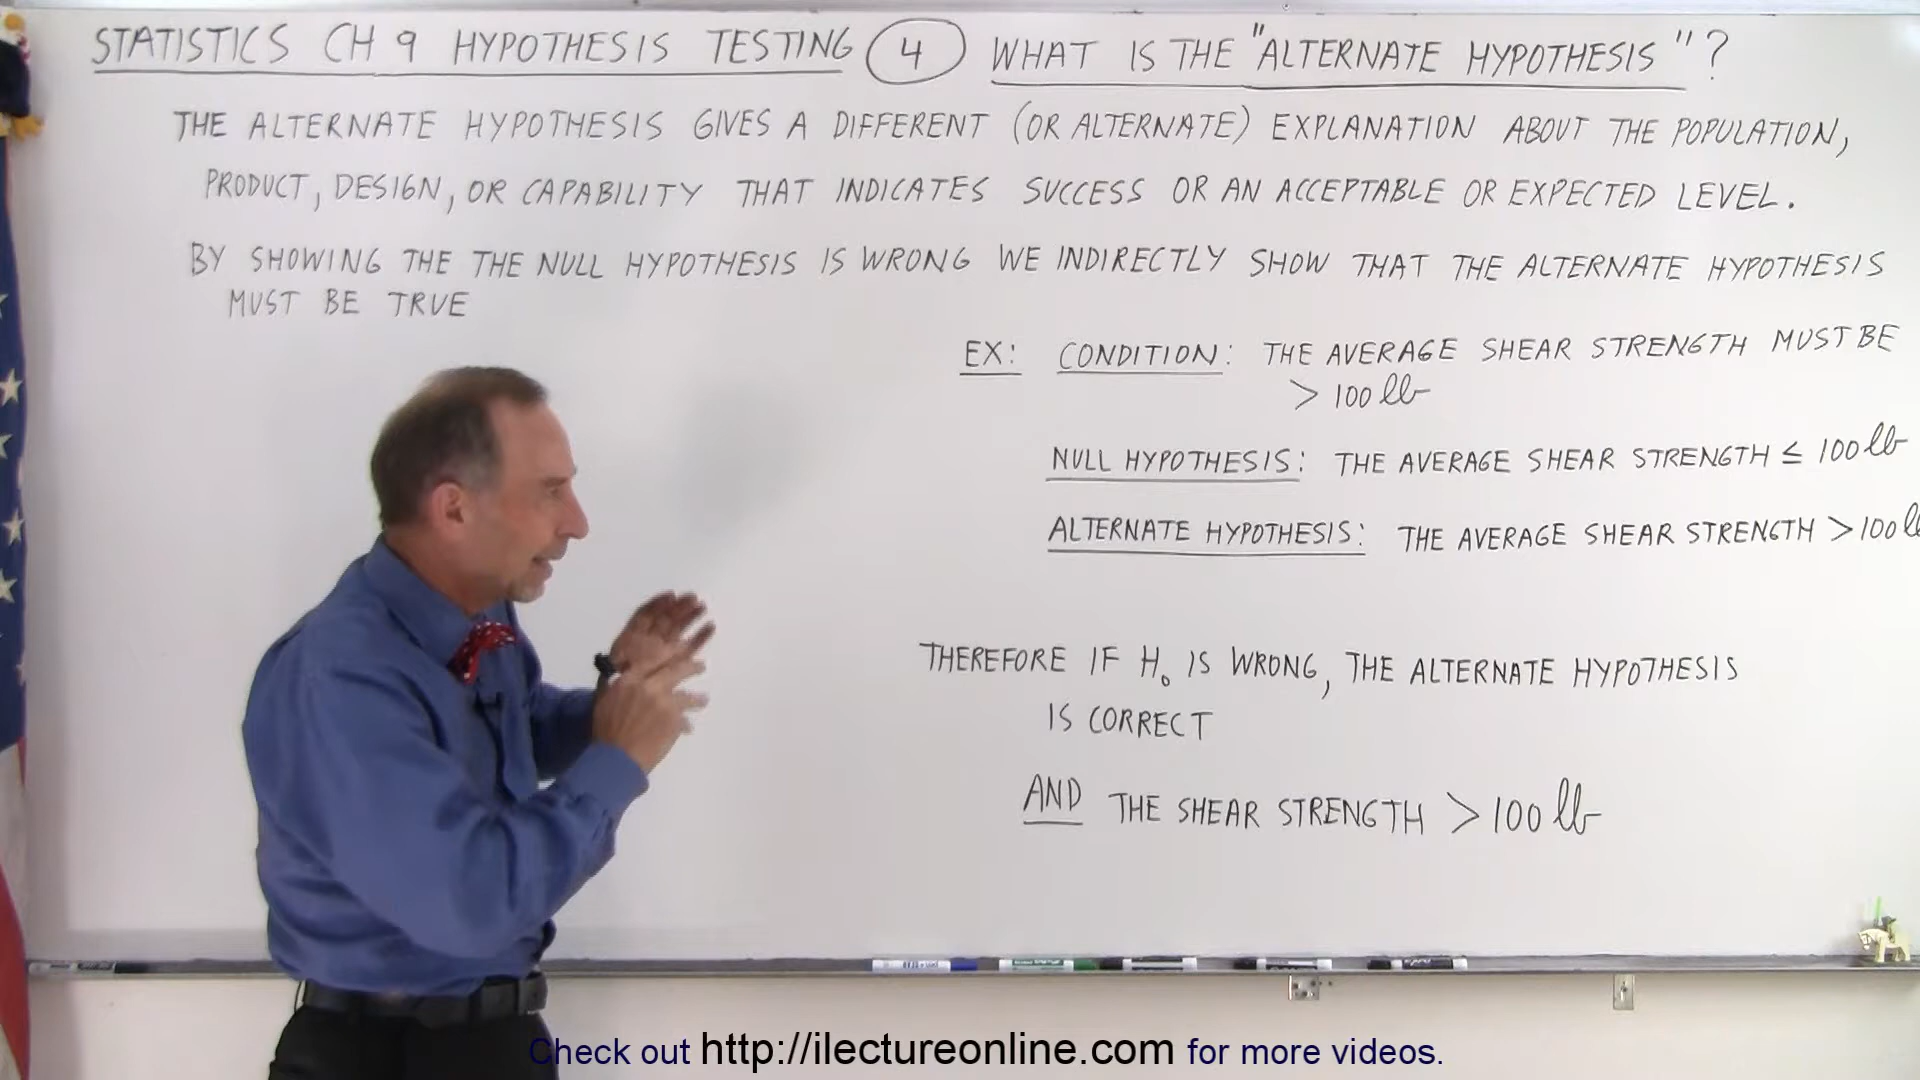 STATISTICS CH 9 HYPOTHESIS TESTING 4 WHAT IS THE "ALTERNATE HYPOTHESIS"?
THE ALTERNATE HYPOTHESIS GIVES A DIFFERENT (OR ALTERNATE) EXPLANATION ABOUT THE POPULATION,
PRODUCT, DESIGN, OR CAPABILITY THAT INDICATES SUCCESS OR AN ACCEPTABLE OR EXPECTED LEVEL.
BY SHOWING THE THE NULL HYPOTHESIS IS WRONG WE INDIRECTLY SHOW THAT THE ALTERNATE HYPOTHESIS
MUST BE TRUE
EX: CONDITION: THE AVERAGE SHEAR STRENGTH MUST BE
> 100 lb
NULL HYPOTHESIS: THE AVERAGE SHEAR STRENGTH ≤ 100 lb
ALTERNATE HYPOTHESIS: THE AVERAGE SHEAR STRENGTH > 100
THEREFORE IF H₀ IS WRONG, THE ALTERNATE HYPOTHESIS
IS CORRECT
AND THE SHEAR STRENGTH > 100 lb
Check out http://ilectureonline.com for more videos.